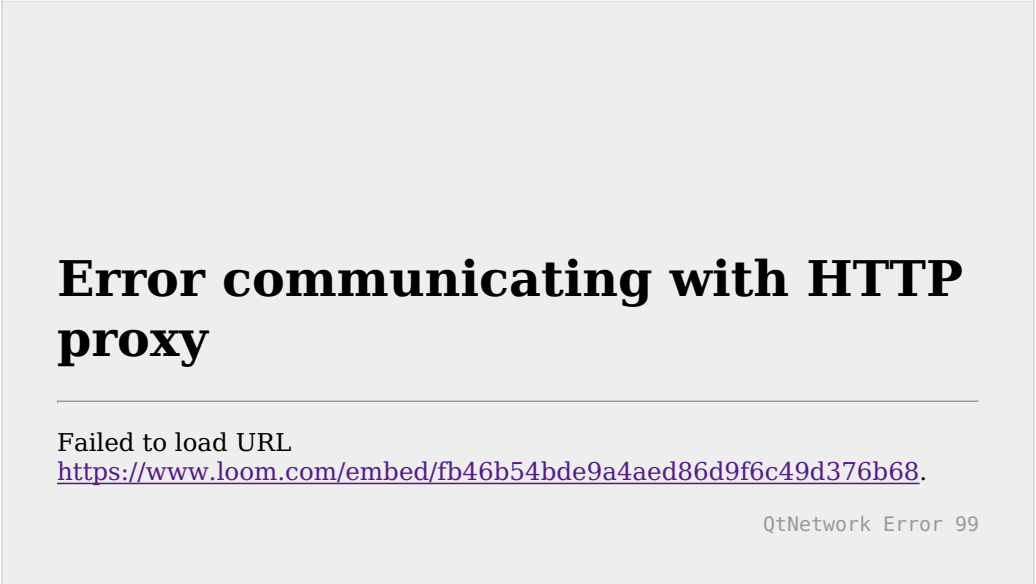 Error communicating with HTTP
proxy
Failed to load URL
https://www.loom.com/embed/fb46b54bde9a4aed86d9f6c49d376b68.
QtNetwork Error 99